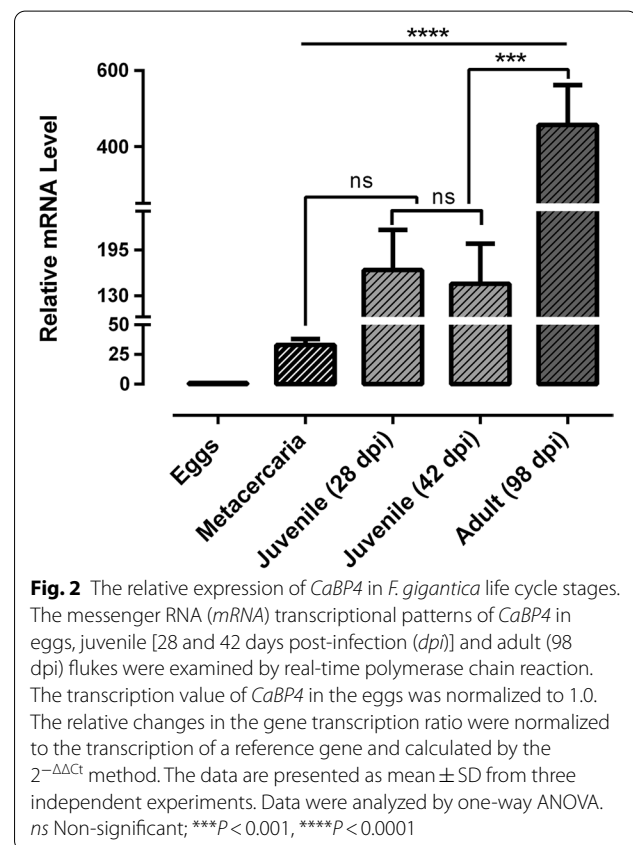 ****
***
600
400
ns
ns
195
130
50
25
0
Relative mRNA Level
Eggs
Metacercaria
Juvenile (28 dpi)
Juvenile (42 dpi)
Adult (98 dpi)
Fig. 2 The relative expression of CaBP4 in F. gigantica life cycle stages.
The messenger RNA (mRNA) transcriptional patterns of CaBP4 in
eggs, juvenile [28 and 42 days post-infection (dpi)] and adult (98
dpi) flukes were examined by real-time polymerase chain reaction.
The transcription value of CaBP4 in the eggs was normalized to 1.0.
The relative changes in the gene transcription ratio were normalized
to the transcription of a reference gene and calculated by the
2−ΔΔCt method. The data are presented as mean ± SD from three
independent experiments. Data were analyzed by one-way ANOVA.
ns Non-significant; ***P < 0.001, ****P < 0.0001